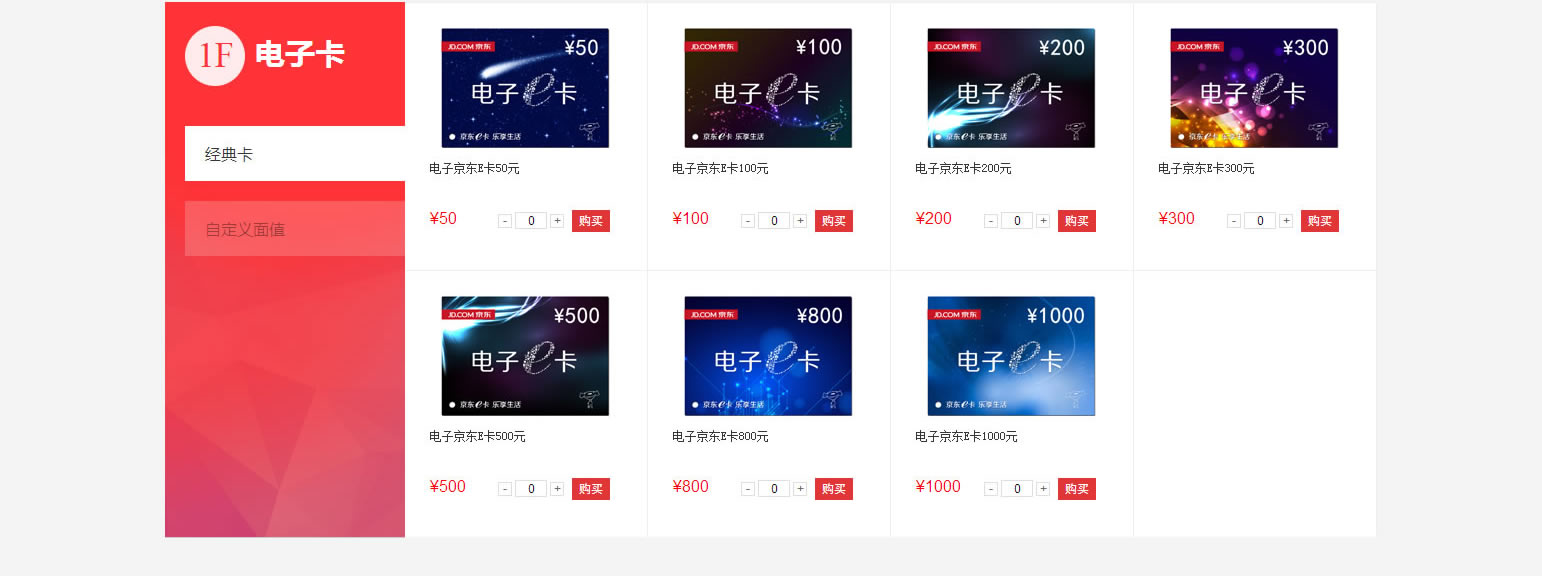 1F 电子卡
经典卡
自定义面值
JD.COM 京东 ¥50
电子e卡
京东e卡 乐享生活
电子京东E卡50元
¥50 - 0 + 购买
JD.COM 京东 ¥100
电子e卡
京东e卡 乐享生活
电子京东E卡100元
¥100 - 0 + 购买
JD.COM 京东 ¥200
电子e卡
京东e卡 乐享生活
电子京东E卡200元
¥200 - 0 + 购买
JD.COM 京东 ¥300
电子e卡
京东e卡 乐享生活
电子京东E卡300元
¥300 - 0 + 购买
JD.COM 京东 ¥500
电子e卡
京东e卡 乐享生活
电子京东E卡500元
¥500 - 0 + 购买
JD.COM 京东 ¥800
电子e卡
京东e卡 乐享生活
电子京东E卡800元
¥800 - 0 + 购买
JD.COM 京东 ¥1000
电子e卡
京东e卡 乐享生活
电子京东E卡1000元
¥1000 - 0 + 购买